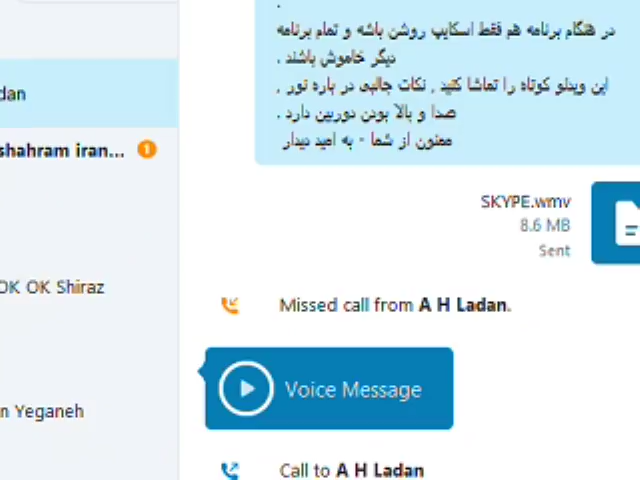 در هنگام برنامه هم فقط اسکایپ روشن باشه و تمام برنامه
دیگر خاموش باشند .
این ویدئو کوتاه را تماشا کنید , نکات جالبی در باره نور ,
صدا و بالا بودن دوربین دارد .
ممنون از شما - به امید دیدار
dan
shahram iran... 1
SKYPE.wmv
8.6 MB
Sent
OK OK Shiraz
Missed call from A H Ladan.
Voice Message
n Yeganeh
Call to A H Ladan